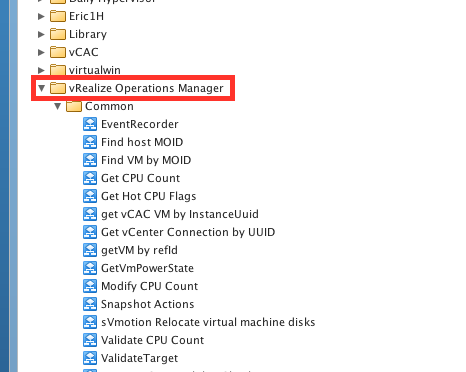 Daily Hypervisor
Eric1H
Library
vCAC
virtualwin
vRealize Operations Manager
Common
EventRecorder
Find host MOID
Find VM by MOID
Get CPU Count
Get Hot CPU Flags
get vCAC VM by InstanceUuid
Get vCenter Connection by UUID
getVM by refId
GetVmPowerState
Modify CPU Count
Snapshot Actions
sVmotion Relocate virtual machine disks
Validate CPU Count
ValidateTarget